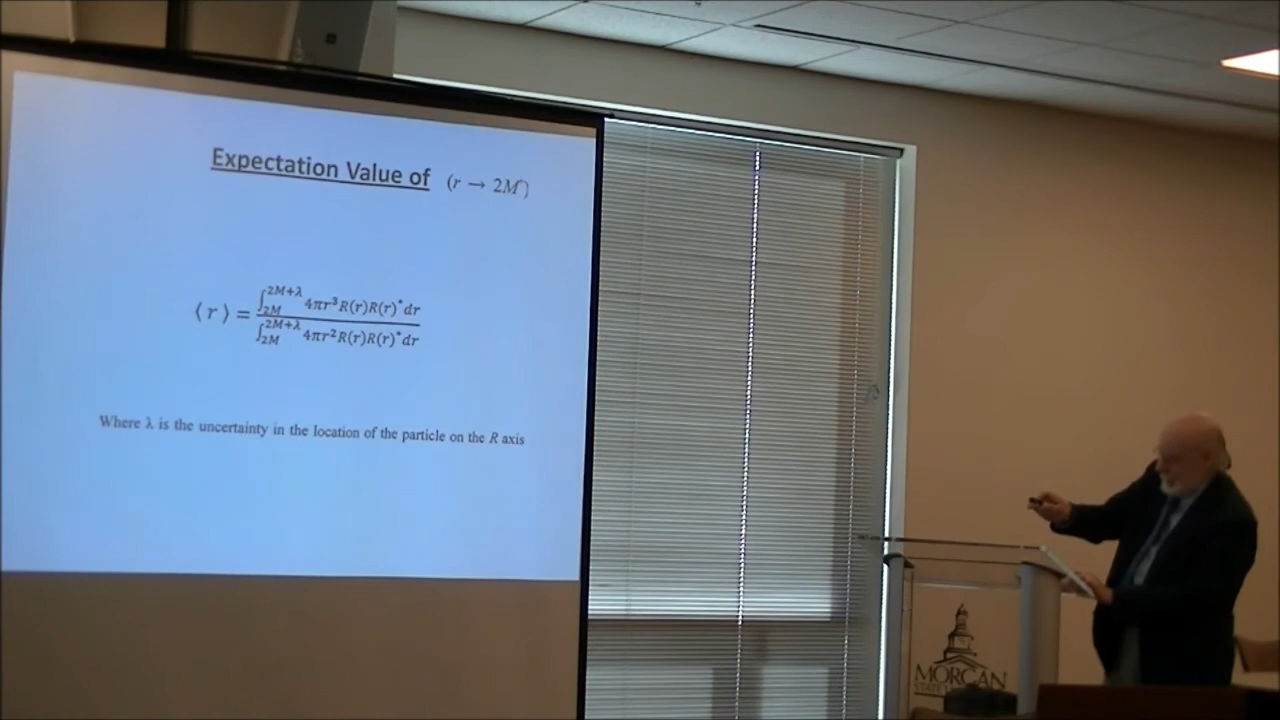 Expectation Value of (r → 2M)
⟨ r ⟩ = ∫_{2M}^{2M+λ} 4πr³R(r)R(r)*dr / ∫_{2M}^{2M+λ} 4πr²R(r)R(r)*dr
Where λ is the uncertainty in the location of the particle on the R axis
MORGAN
STATE